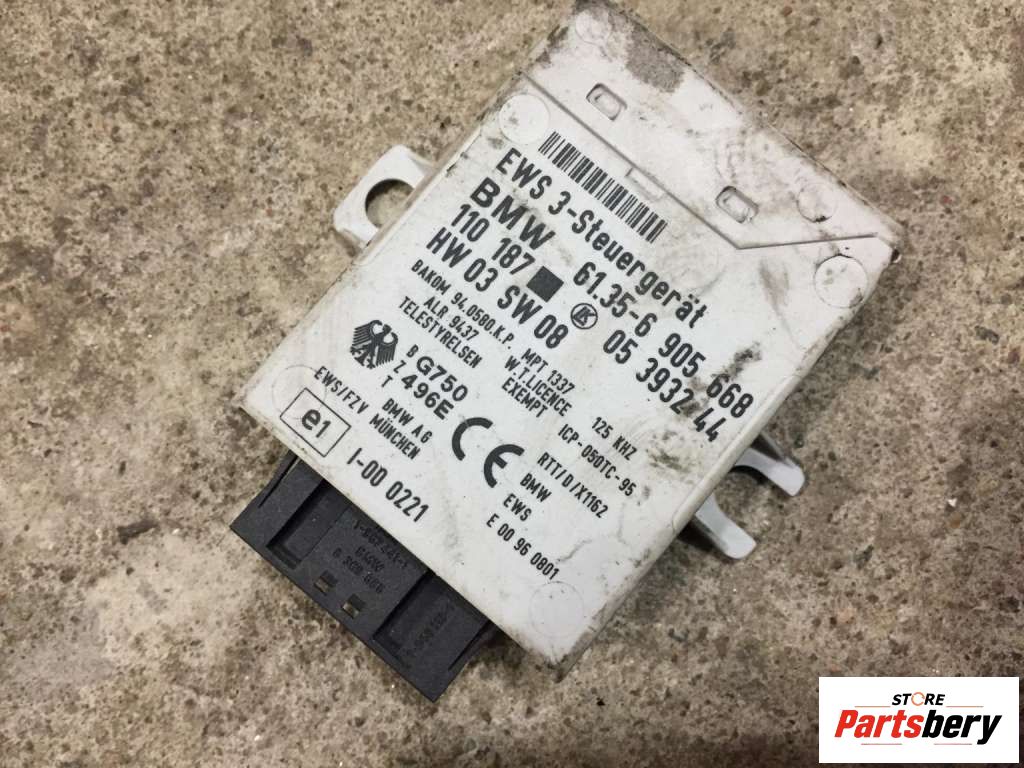 EWS 3-Steuergerät
BMW 61.35-6 905 668
110 187 05 3932 44
HW 03 SW 08
BAKOM 94.0580.K.P. MPT 1337 125 KHZ
ALR 9437 W.T.LICENCE ICP-050TC-95
TELESTYRELSEN EXEMPT RTT/D/X1162
B
Z G750
T 496E
CE
BMW
EWS
E 00 96 0801
EWS/FZV BMW AG
MÜNCHEN
e1 I-00 0221
STORE
Partsbery